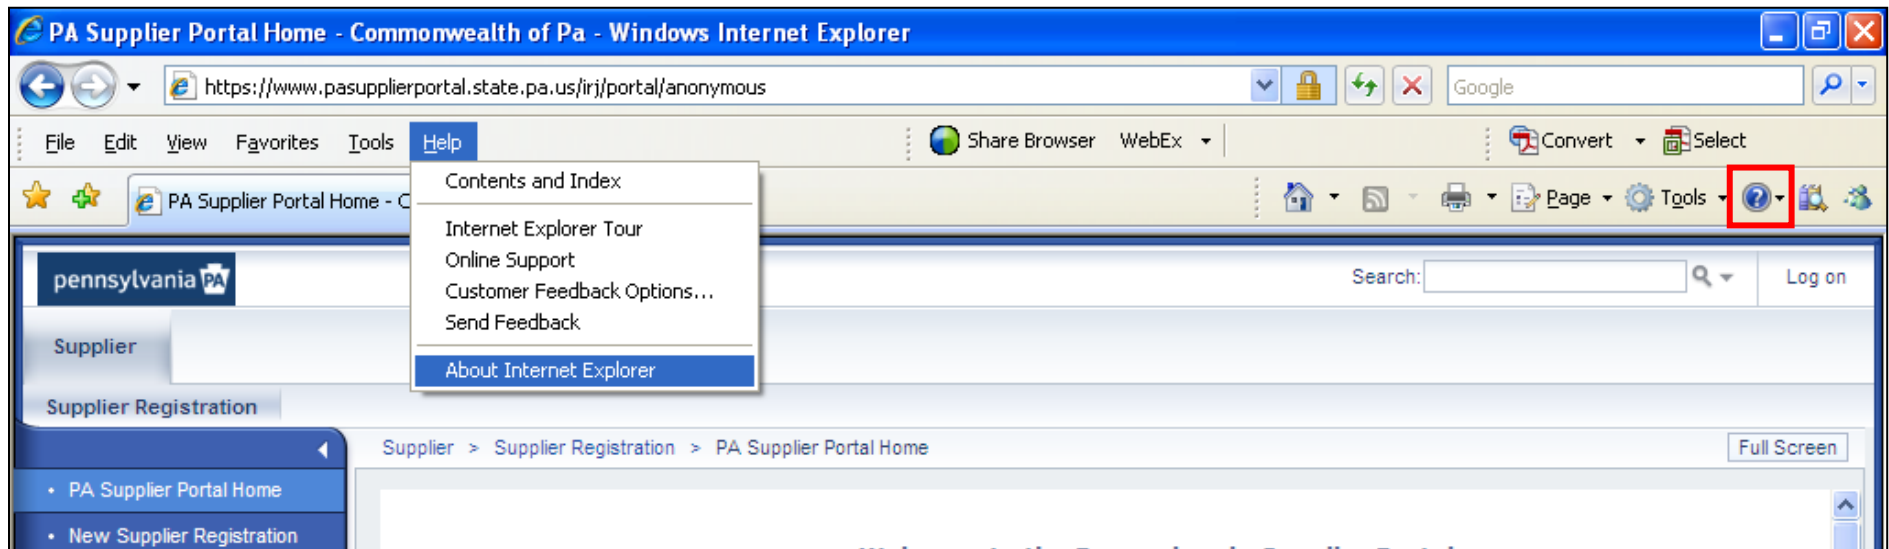 PA Supplier Portal Home - Commonwealth of Pa - Windows Internet Explorer
https://www.pasupplierportal.state.pa.us/irj/portal/anonymous
Google
File Edit View Favorites Tools Help
Share Browser WebEx
Convert Select
PA Supplier Portal Home - C
Page Tools
Contents and Index
Internet Explorer Tour
Online Support
Customer Feedback Options...
Send Feedback
About Internet Explorer
pennsylvania PA
Search:
Log on
Supplier
Supplier Registration
Supplier > Supplier Registration > PA Supplier Portal Home
Full Screen
• PA Supplier Portal Home
• New Supplier Registration